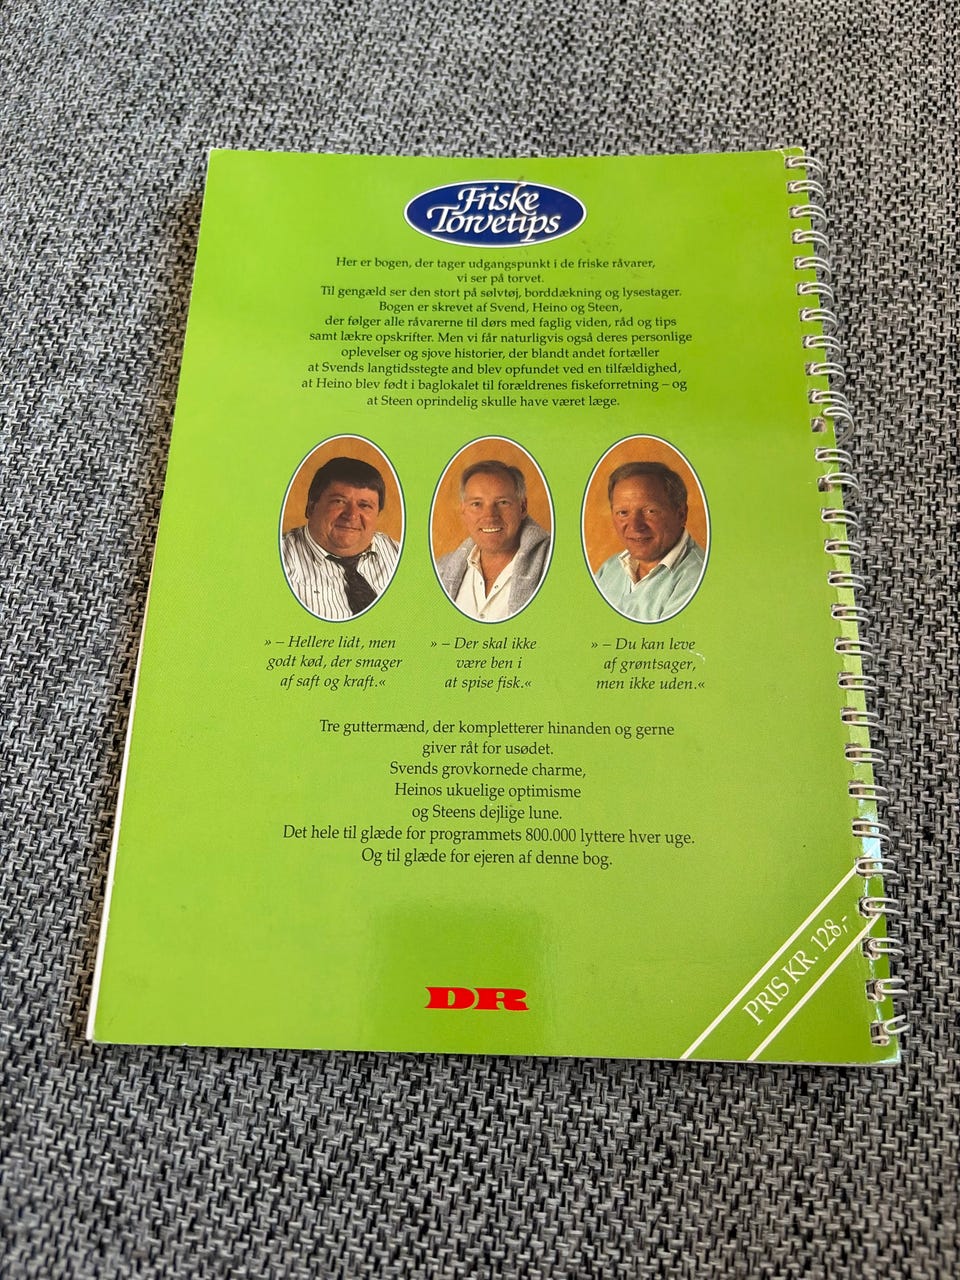 Friske
Torvetips
Her er bogen, der tager udgangspunkt i de friske råvarer,
vi ser på torvet.
Til gengæld ser den stort på sølvtøj, borddækning og lysestager.
Bogen er skrevet af Svend, Heino og Steen,
der følger alle råvarerne til dørs med faglig viden, råd og tips
samt lækre opskrifter. Men vi får naturligvis også deres personlige
oplevelser og sjove historier, der blandt andet fortæller
at Svends langtidsstegte and blev opfundet ved en tilfældighed,
at Heino blev født i baglokalet til forældrenes fiskeforretning – og
at Steen oprindelig skulle have været læge.
» – Hellere lidt, men
godt kød, der smager
af saft og kraft.«
» – Der skal ikke
være ben i
at spise fisk.«
» – Du kan leve
af grøntsager,
men ikke uden.«
Tre guttermænd, der kompletterer hinanden og gerne
giver råt for usødet.
Svends grovkornede charme,
Heinos ukuelige optimisme
og Steens dejlige lune.
Det hele til glæde for programmets 800.000 lyttere hver uge.
Og til glæde for ejeren af denne bog.
PRIS KR. 128,-
DR